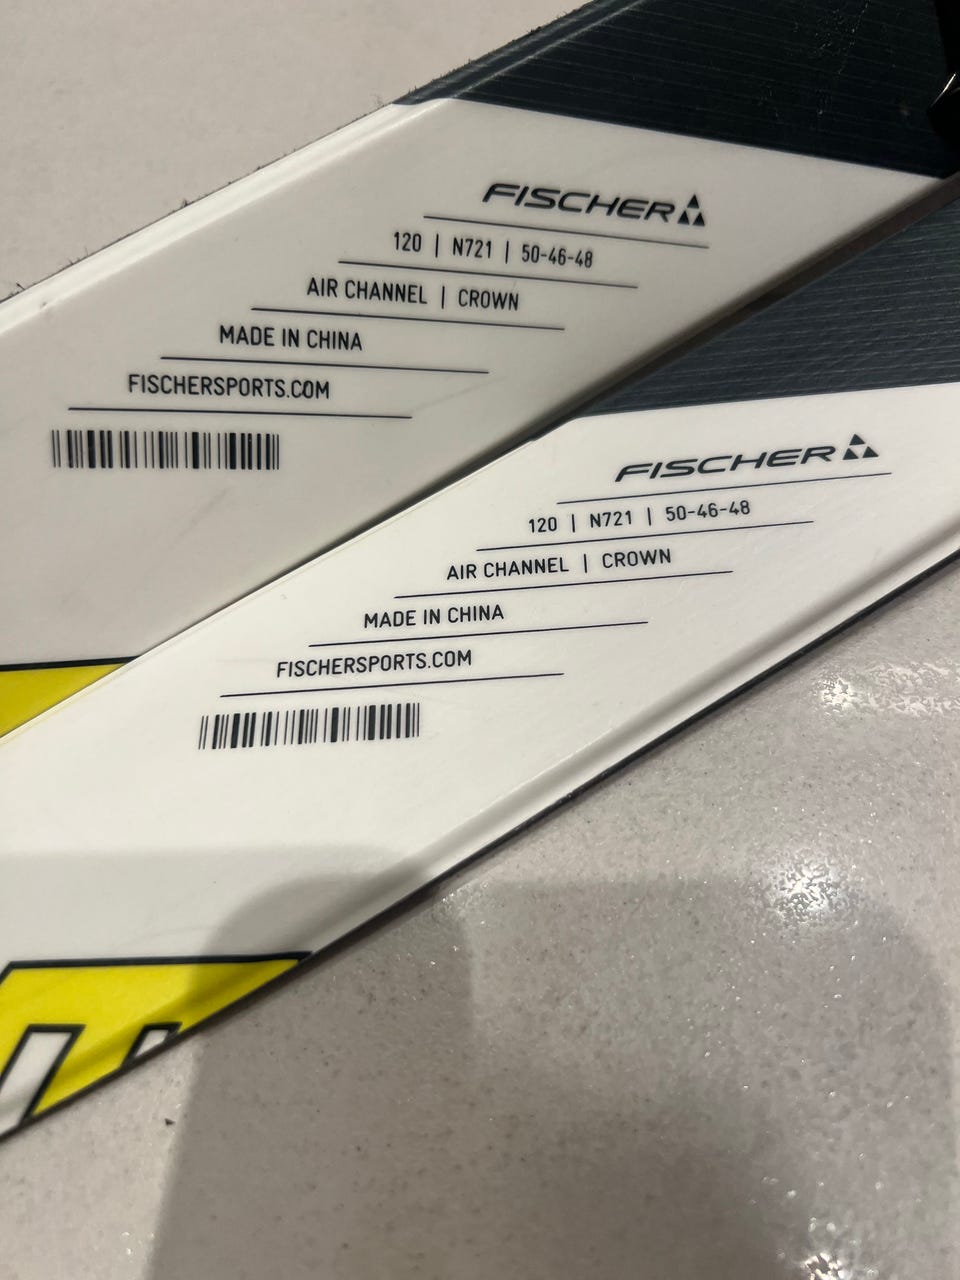 FISCHER
120 | N721 | 50-46-48
AIR CHANNEL | CROWN
MADE IN CHINA
FISCHERSPORTS.COM
FISCHER
120 | N721 | 50-46-48
AIR CHANNEL | CROWN
MADE IN CHINA
FISCHERSPORTS.COM